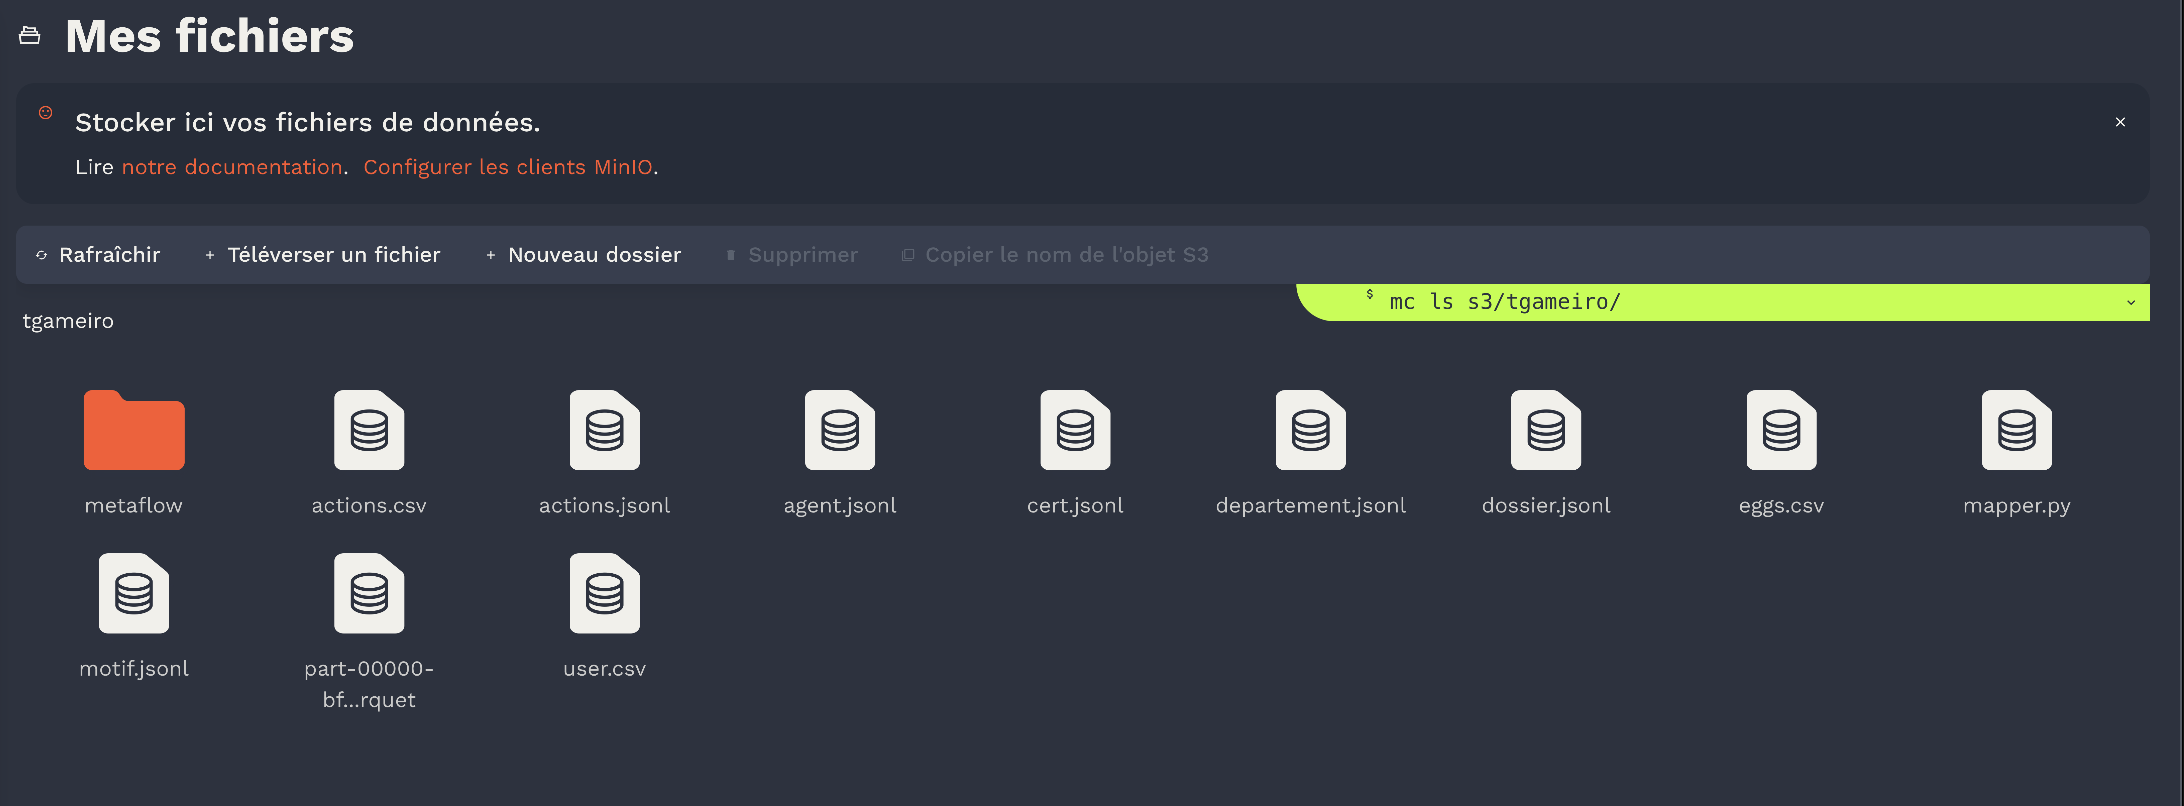 Mes fichiers
Stocker ici vos fichiers de données.
Lire notre documentation. Configurer les clients MinIO.
Rafraîchir + Téléverser un fichier + Nouveau dossier Supprimer Copier le nom de l'objet S3
$ mc ls s3/tgameiro/
tgameiro
metaflow actions.csv actions.jsonl agent.jsonl cert.jsonl departement.jsonl dossier.jsonl eggs.csv mapper.py
motif.jsonl part-00000- user.csv
bf...rquet